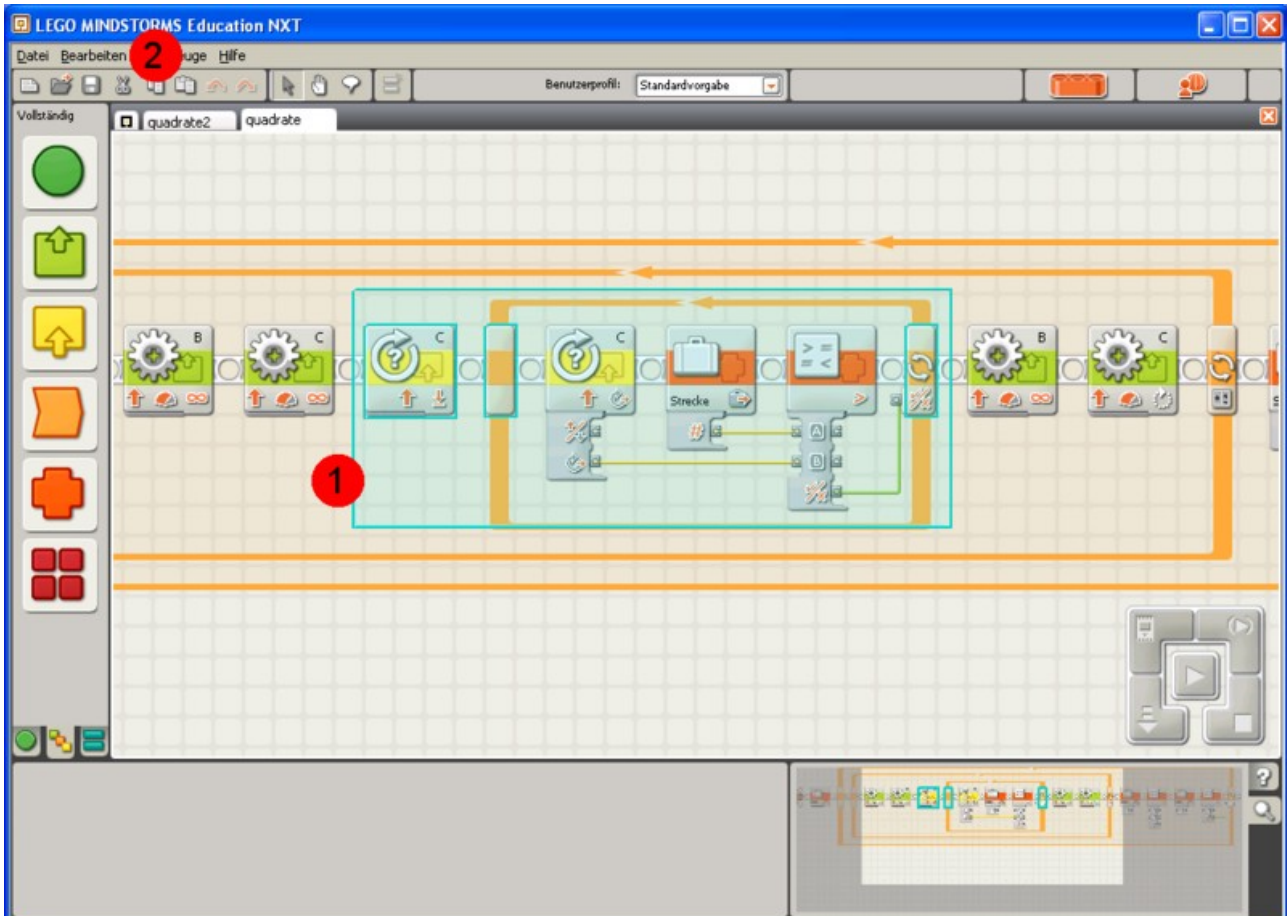 LEGO MINDSTORMS Education NXT
Datei Bearbeiten 2 uge Hilfe
Benutzerprofil: Standardvorgabe
Vollständig
quadrate2 quadrate
B C C C B C
Strecke
# A
B
1
?